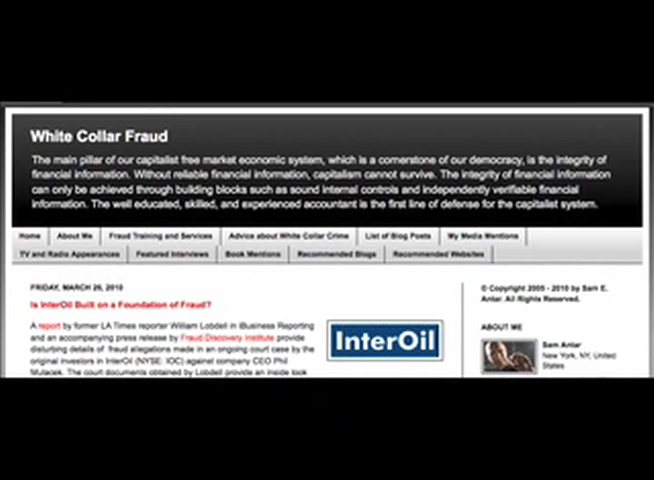 White Collar Fraud
The main pillar of our capitalist free market economic system, which is a cornerstone of our democracy, is the integrity of
financial information. Without reliable financial information, capitalism cannot survive. The integrity of financial information
can only be achieved through building blocks such as sound internal controls and independently verifiable financial
information. The well educated, skilled, and experienced accountant is the first line of defense for the capitalist system.
Home About Me Fraud Training and Services Advice about White Collar Crime List of Blog Posts My Media Mentions
TV and Radio Appearances Featured Interviews Book Mentions Recommended Blogs Recommended Websites
FRIDAY, MARCH 26, 2010
Is InterOil Built on a Foundation of Fraud?
A report by former LA Times reporter William Lobdell in iBusiness Reporting
and an accompanying press release by Fraud Discovery Institute provide
disturbing details of fraud allegations made in an ongoing court case by the
original investors in InterOil (NYSE: IOC) against company CEO Phil
Mulacek. The court documents obtained by Lobdell provide an inside look
InterOil
© Copyright 2005 - 2010 by Sam E.
Antar. All Rights Reserved.
ABOUT ME
Sam Antar
New York, NY, United
States